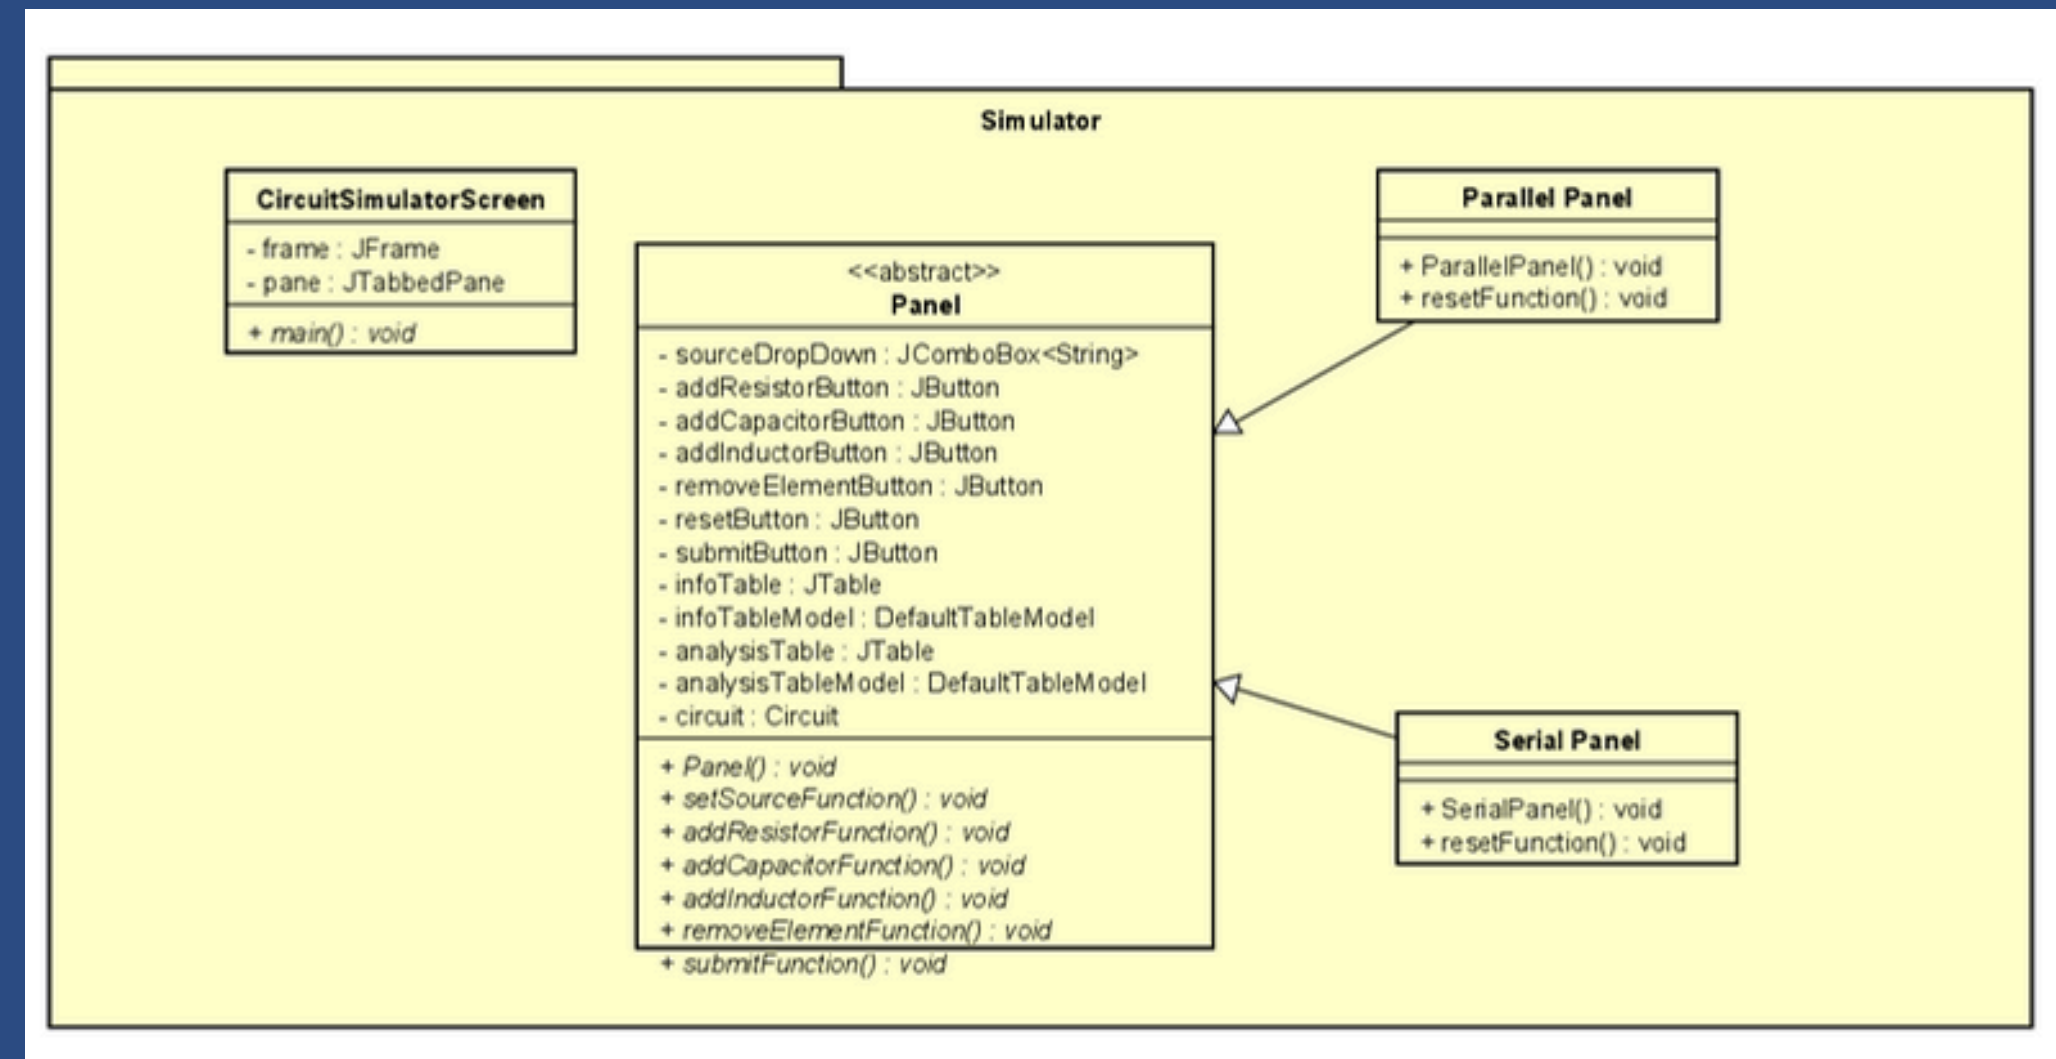 Simulator
CircuitSimulatorScreen
- frame : JFrame
- pane : JTabbedPane
+ main() : void
<<abstract>>
Panel
- sourceDropDown : JComboBox<String>
- addResistorButton : JButton
- addCapacitorButton : JButton
- addInductorButton : JButton
- removeElementButton : JButton
- resetButton : JButton
- submitButton : JButton
- infoTable : JTable
- infoTableModel : DefaultTableModel
- analysisTable : JTable
- analysisTableModel : DefaultTableModel
- circuit : Circuit
+ Panel() : void
+ setSourceFunction() : void
+ addResistorFunction() : void
+ addCapacitorFunction() : void
+ addInductorFunction() : void
+ removeElementFunction() : void
+ submitFunction() : void
Parallel Panel
+ ParallelPanel() : void
+ resetFunction() : void
Serial Panel
+ SerialPanel() : void
+ resetFunction() : void